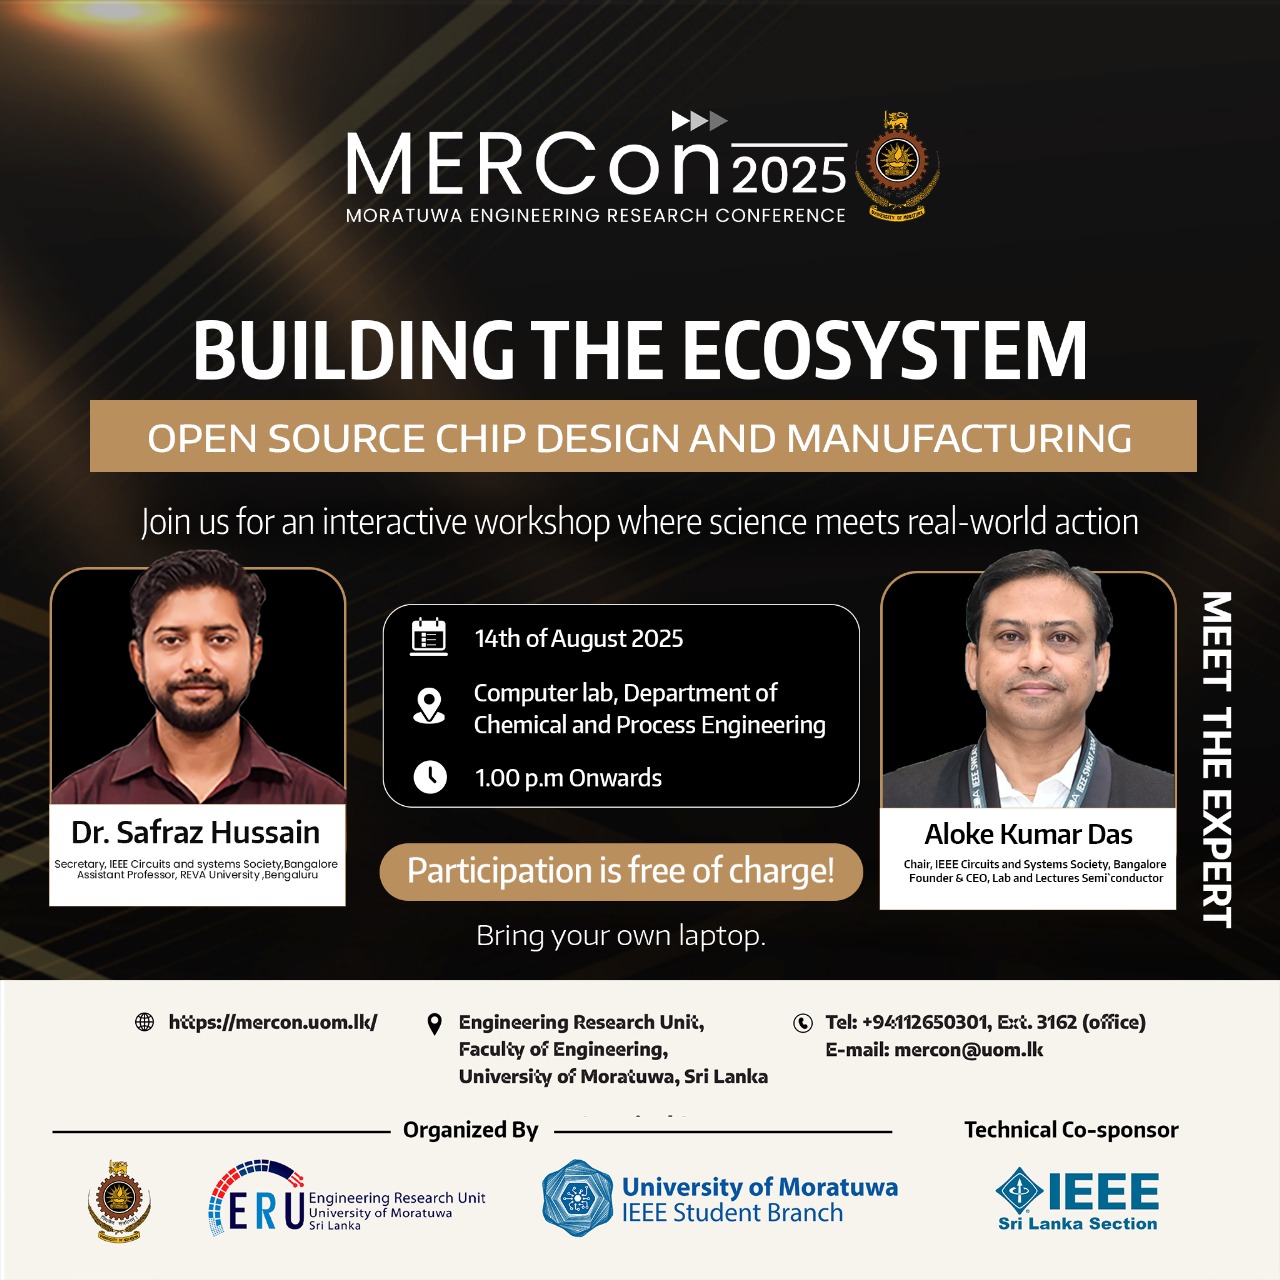 MERCon 2025
MORATUWA ENGINEERING RESEARCH CONFERENCE
UNIVERSITY OF MORATUWA
BUILDING THE ECOSYSTEM
OPEN SOURCE CHIP DESIGN AND MANUFACTURING
Join us for an interactive workshop where science meets real-world action
14th of August 2025
Computer lab, Department of
Chemical and Process Engineering
1.00 p.m Onwards
Dr. Safraz Hussain
Secretary, IEEE Circuits and systems Society,Bangalore
Assistant Professor, REVA University ,Bengaluru
Participation is free of charge!
Bring your own laptop.
Aloke Kumar Das
Chair, IEEE Circuits and Systems Society, Bangalore
Founder & CEO, Lab and Lectures Semi`conductor
MEET THE EXPERT
https://mercon.uom.lk/
Engineering Research Unit,
Faculty of Engineering,
University of Moratuwa, Sri Lanka
Tel: +94112650301, Ext. 3162 (office)
E-mail: mercon@uom.lk
Organized By
Technical Co-sponsor
ERU
Engineering Research Unit
University of Moratuwa
Sri Lanka
University of Moratuwa
IEEE Student Branch
IEEE
Sri Lanka Section